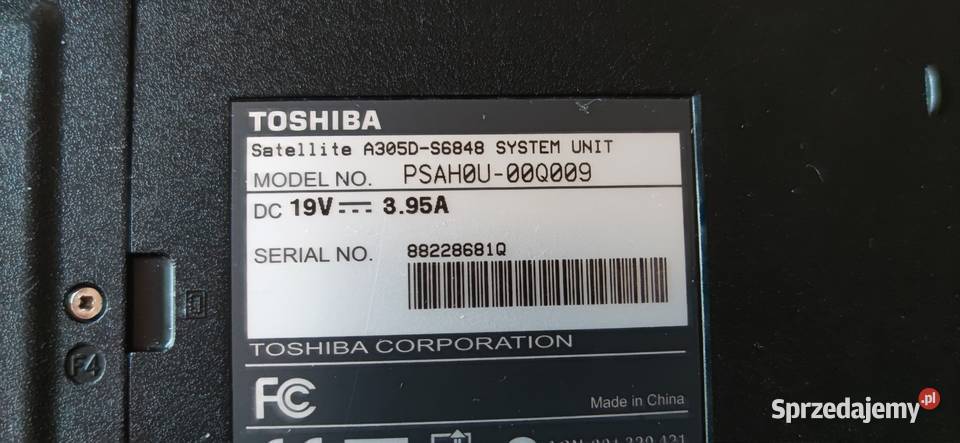 TOSHIBA
Satellite A305D-S6848 SYSTEM UNIT
MODEL NO. PSAH0U-00Q009
DC 19V 3.95A
SERIAL NO. 88228681Q
TOSHIBA CORPORATION
FC
Made in China
F4
Sprzedajemy.pl